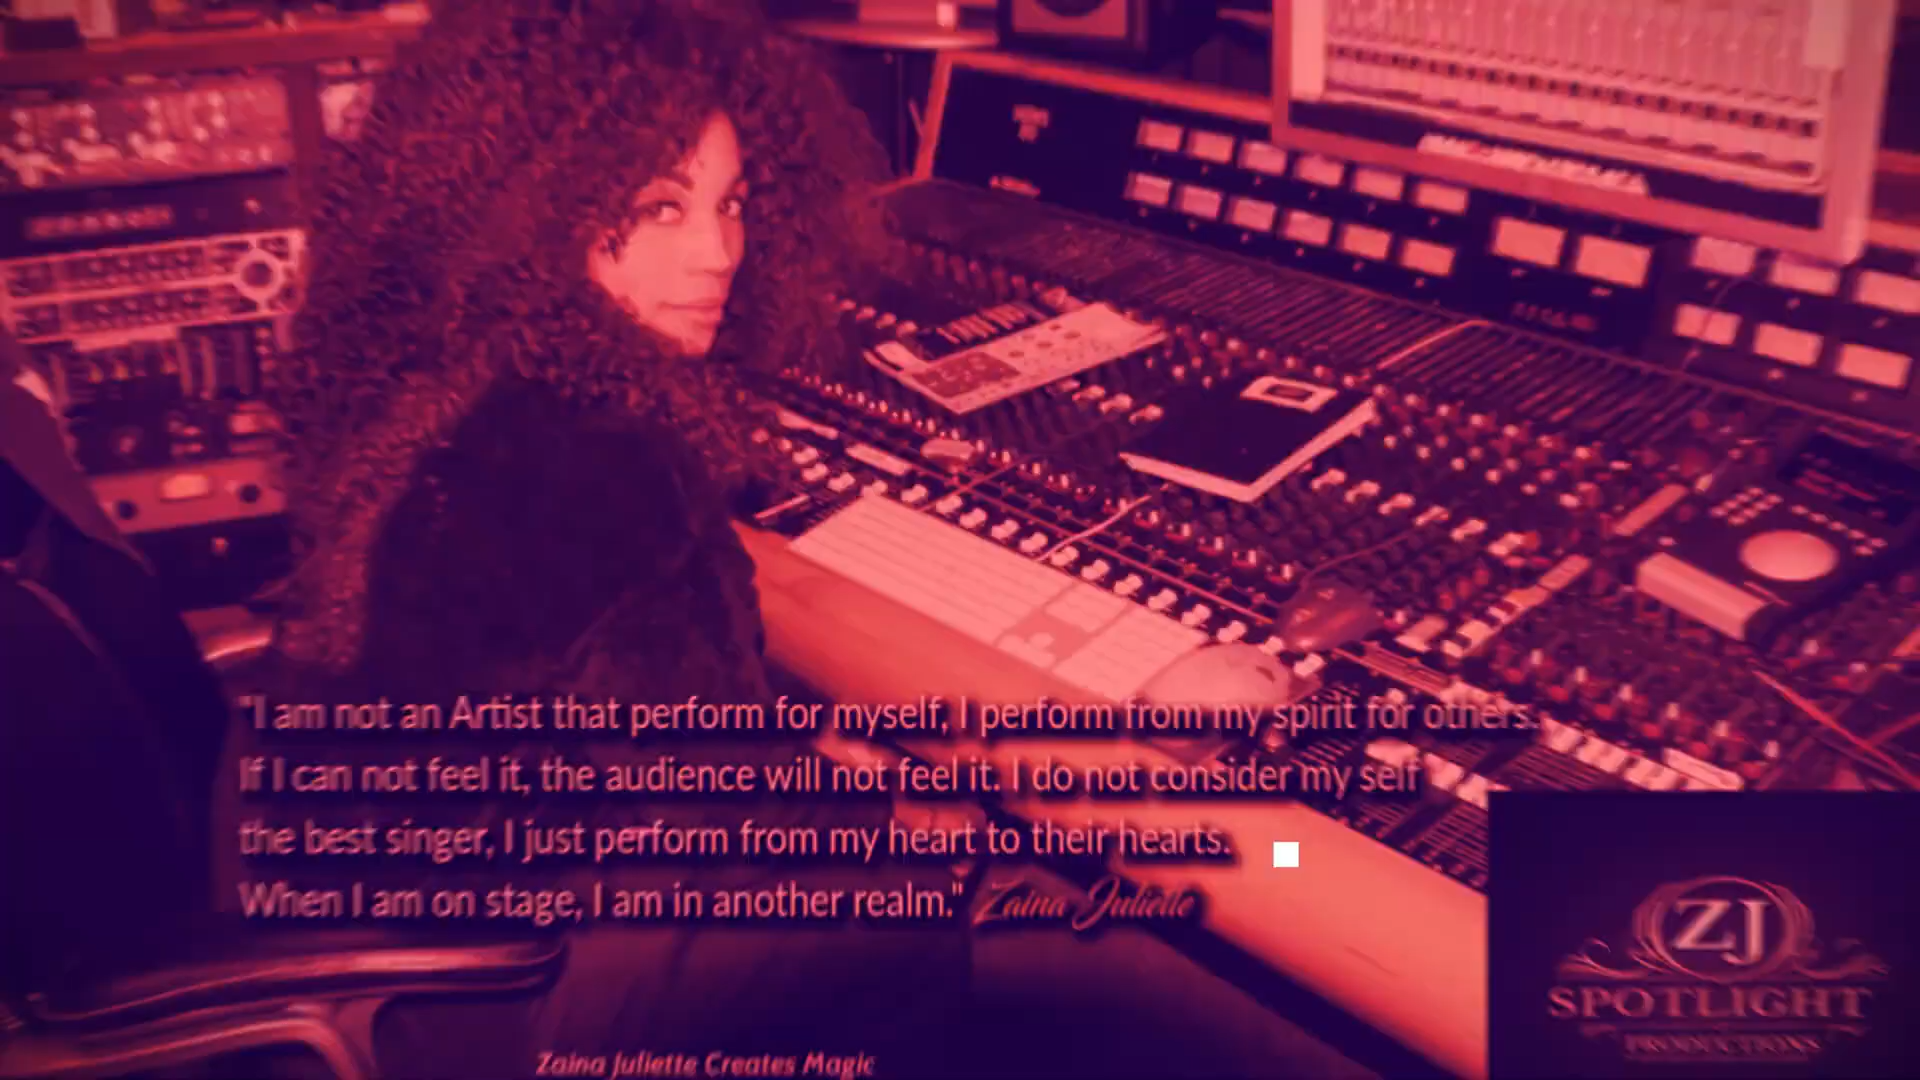 "I am not an Artist that perform for myself, I perform from my spirit for others.
If I can not feel it, the audience will not feel it. I do not consider my self
the best singer, I just perform from my heart to their hearts.
When I am on stage, I am in another realm." Zaina Juliette
ZJ
SPOTLIGHT
PRODUCTIONS
Zaina Juliette Creates Magic